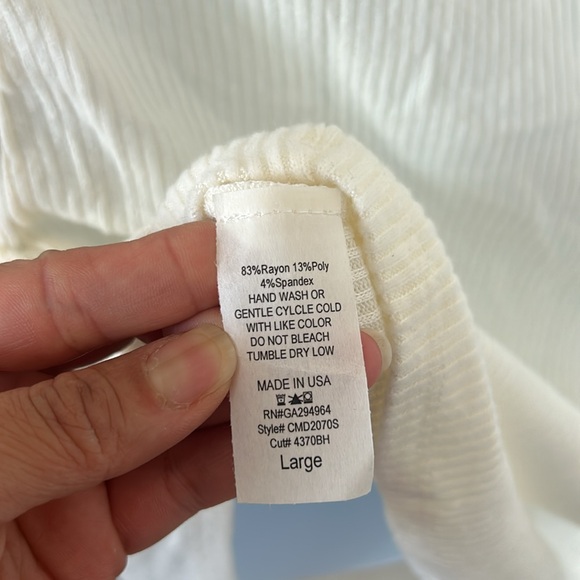 83%Rayon 13%Poly
4%Spandex
HAND WASH OR
GENTLE CYLCLE COLD
WITH LIKE COLOR
DO NOT BLEACH
TUMBLE DRY LOW
MADE IN USA
RN#GA294964
Style# CMD2070S
Cut# 4370BH
Large